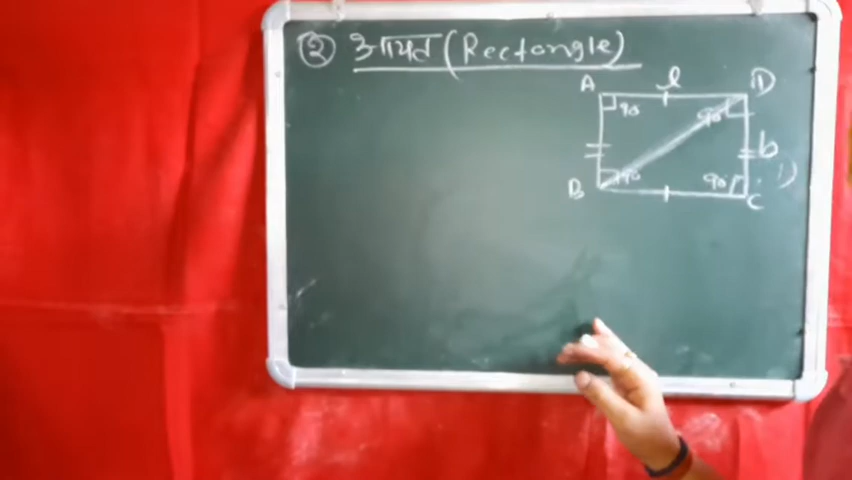 ② आयत (Rectangle)
A l D
90 90°
b
90 90°
B C